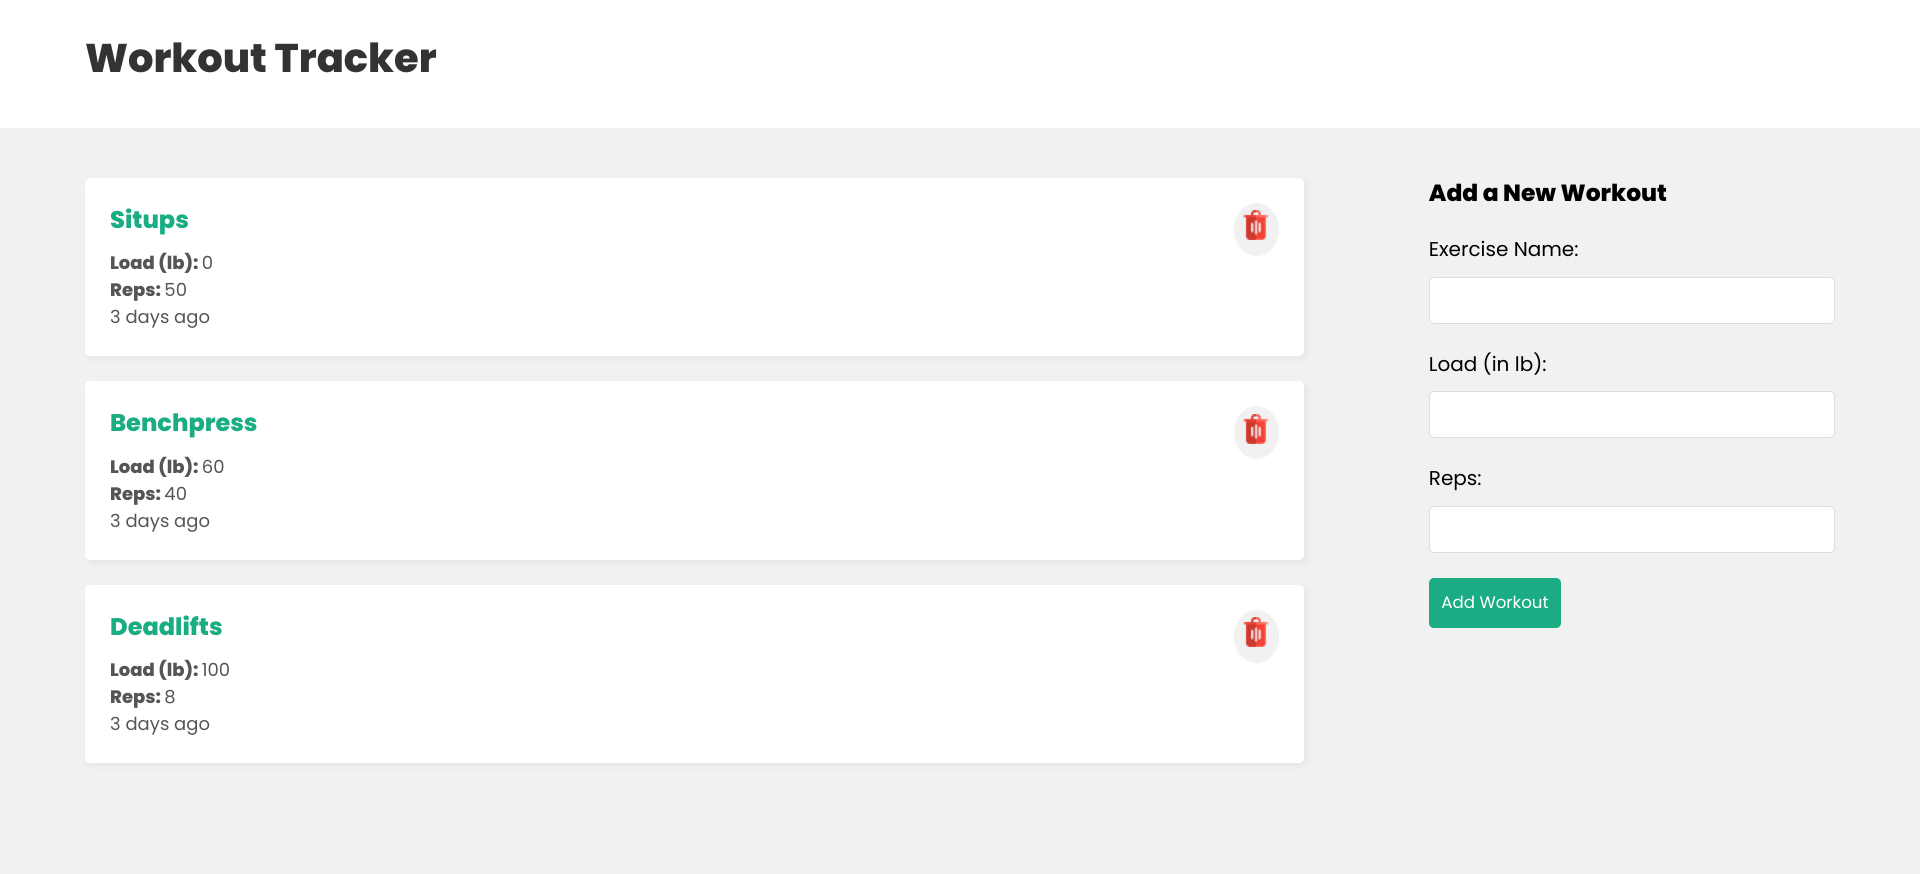 Workout Tracker
Situps
Load (lb): 0
Reps: 50
3 days ago
Benchpress
Load (lb): 60
Reps: 40
3 days ago
Deadlifts
Load (lb): 100
Reps: 8
3 days ago
Add a New Workout
Exercise Name:
Load (in lb):
Reps:
Add Workout